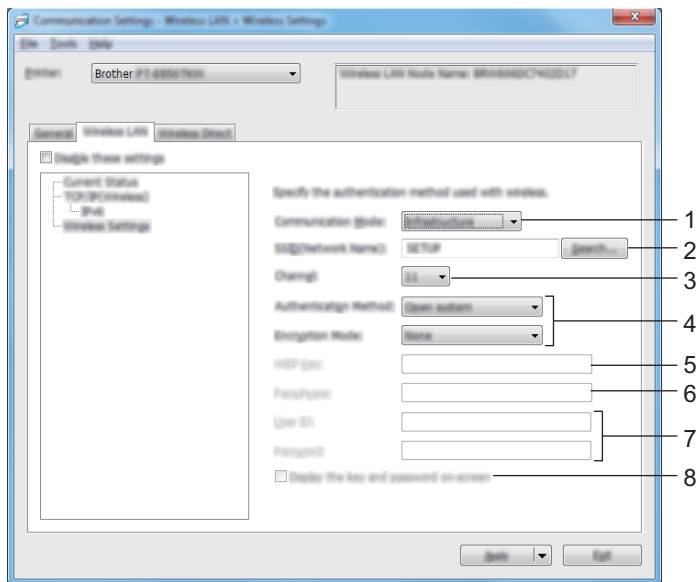 Communication Settings - Wireless LAN > Wireless Settings
File Tools Help
Printer: Brother PT-E850TKW
Wireless LAN Node Name:
General Wireless LAN Wireless Direct
Disable these settings
Current Status
TCP/IP(Wireless)
IPv6
Wireless Settings
Specify the authentication method used with wireless.
Communication Mode: Infrastructure 1
SSID(Network Name): SETUP Search... 2
Channel: 11 3
Authentication Method: Open system
4
Encryption Mode: None
WEP Key: 5
Passphrase: 6
User ID:
7
Password:
Display the key and password on-screen 8
Apply Exit